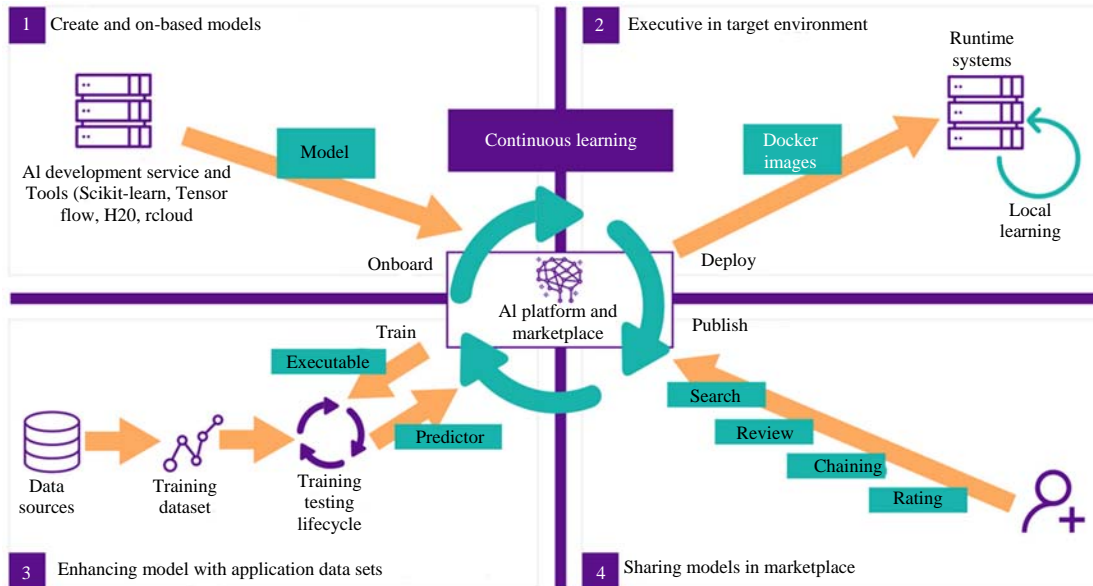 1 Create and on-based models
AI development service and
Tools (Scikit-learn, Tensor
flow, H20, rcloud
Model
Onboard
Continuous learning
2 Executive in target environment
Runtime
systems
Docker
images
Local
learning
Deploy
AI platform and
marketplace
Train
Executable
Predictor
Data
sources
Training
dataset
Training
testing
lifecycle
3 Enhancing model with application data sets
Publish
Search
Review
Chaining
Rating
4 Sharing models in marketplace